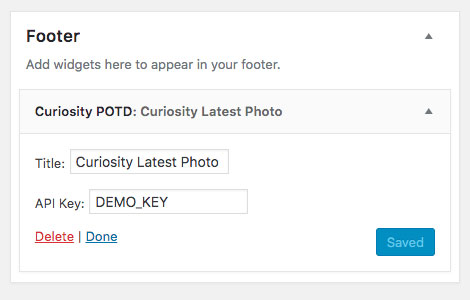 Footer
Add widgets here to appear in your footer.
Curiosity POTD: Curiosity Latest Photo
Title: Curiosity Latest Photo
API Key: DEMO_KEY
Delete | Done
Saved